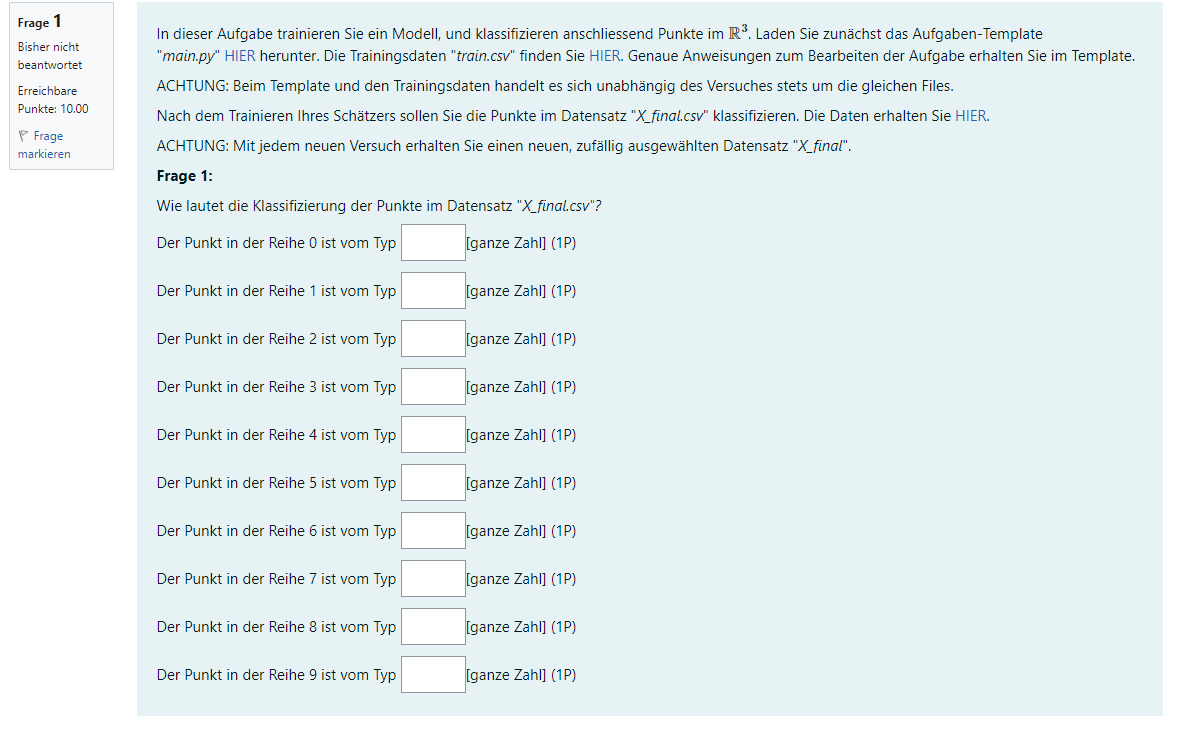 Frage 1
Bisher nicht
beantwortet
Erreichbare
Punkte: 10.00
Frage
markieren
In dieser Aufgabe trainieren Sie ein Modell, und klassifizieren anschliessend Punkte im ℝ³. Laden Sie zunächst das Aufgaben-Template
"main.py" HIER herunter. Die Trainingsdaten "train.csv" finden Sie HIER. Genaue Anweisungen zum Bearbeiten der Aufgabe erhalten Sie im Template.
ACHTUNG: Beim Template und den Trainingsdaten handelt es sich unabhängig des Versuches stets um die gleichen Files.
Nach dem Trainieren Ihres Schätzers sollen Sie die Punkte im Datensatz "X_final.csv" klassifizieren. Die Daten erhalten Sie HIER.
ACHTUNG: Mit jedem neuen Versuch erhalten Sie einen neuen, zufällig ausgewählten Datensatz "X_final".
Frage 1:
Wie lautet die Klassifizierung der Punkte im Datensatz "X_final.csv"?
Der Punkt in der Reihe 0 ist vom Typ [ganze Zahl] (1P)
Der Punkt in der Reihe 1 ist vom Typ [ganze Zahl] (1P)
Der Punkt in der Reihe 2 ist vom Typ [ganze Zahl] (1P)
Der Punkt in der Reihe 3 ist vom Typ [ganze Zahl] (1P)
Der Punkt in der Reihe 4 ist vom Typ [ganze Zahl] (1P)
Der Punkt in der Reihe 5 ist vom Typ [ganze Zahl] (1P)
Der Punkt in der Reihe 6 ist vom Typ [ganze Zahl] (1P)
Der Punkt in der Reihe 7 ist vom Typ [ganze Zahl] (1P)
Der Punkt in der Reihe 8 ist vom Typ [ganze Zahl] (1P)
Der Punkt in der Reihe 9 ist vom Typ [ganze Zahl] (1P)